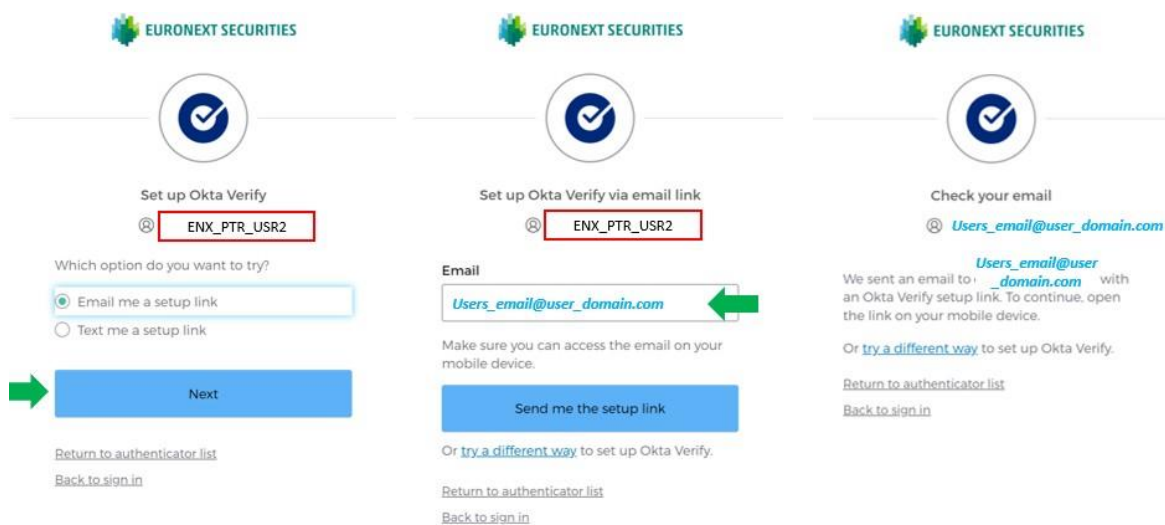 EURONEXT SECURITIES
Set up Okta Verify
ENX_PTR_USR2
Which option do you want to try?
Email me a setup link
Text me a setup link
Next
Return to authenticator list
Back to sign in
EURONEXT SECURITIES
Set up Okta Verify via email link
ENX_PTR_USR2
Email
Users_email@user_domain.com
Make sure you can access the email on your
mobile device.
Send me the setup link
Or try a different way to set up Okta Verify.
Return to authenticator list
Back to sign in
EURONEXT SECURITIES
Check your email
Users_email@user_domain.com
Users_email@user
We sent an email to _domain.com with
an Okta Verify setup link. To continue, open
the link on your mobile device.
Or try a different way to set up Okta Verify.
Return to authenticator list
Back to sign in